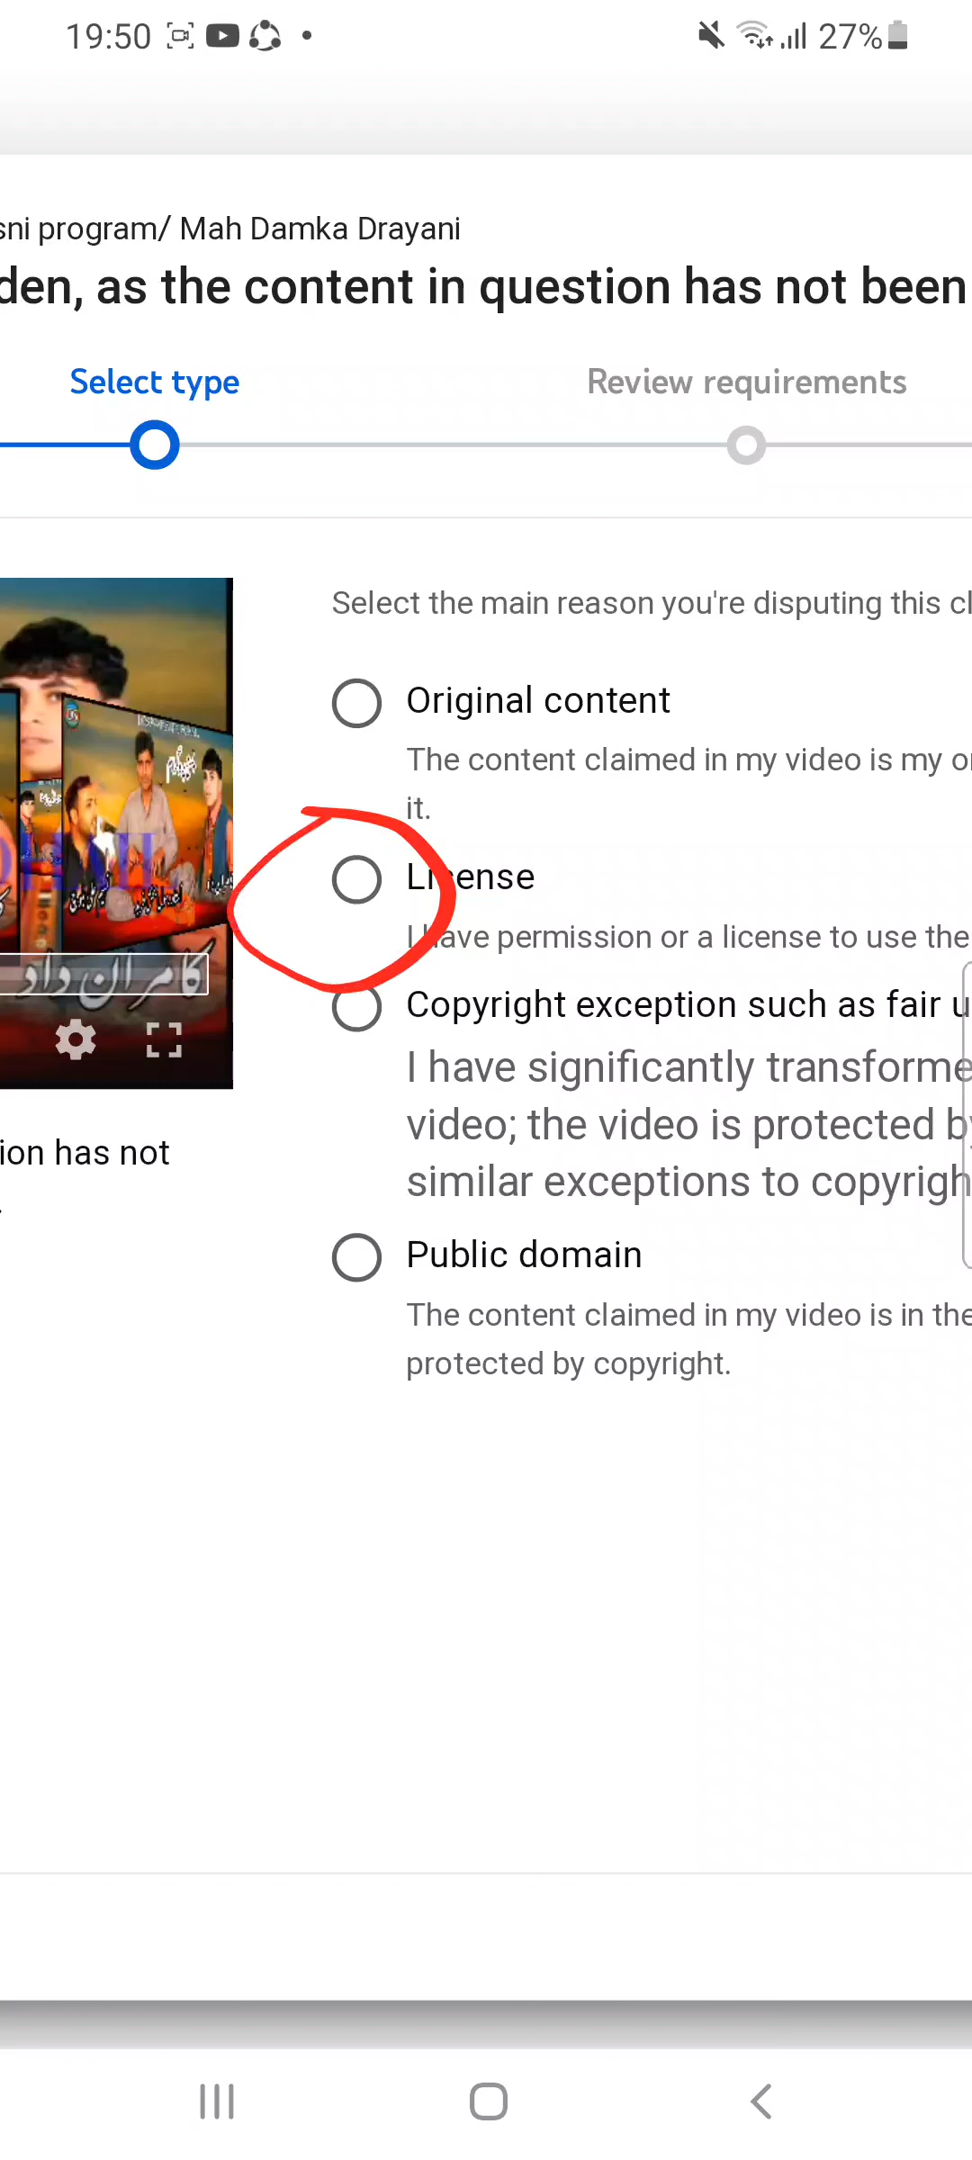 19:50
27%
sni program/ Mah Damka Drayani
den, as the content in question has not been
Select type
Review requirements
Select the main reason you're disputing this cl
Original content
The content claimed in my video is my o
it.
License
I have permission or a license to use the
Copyright exception such as fair u
I have significantly transforme
video; the video is protected b
similar exceptions to copyrigh
Public domain
The content claimed in my video is in the
protected by copyright.
کامران داد
ion has not